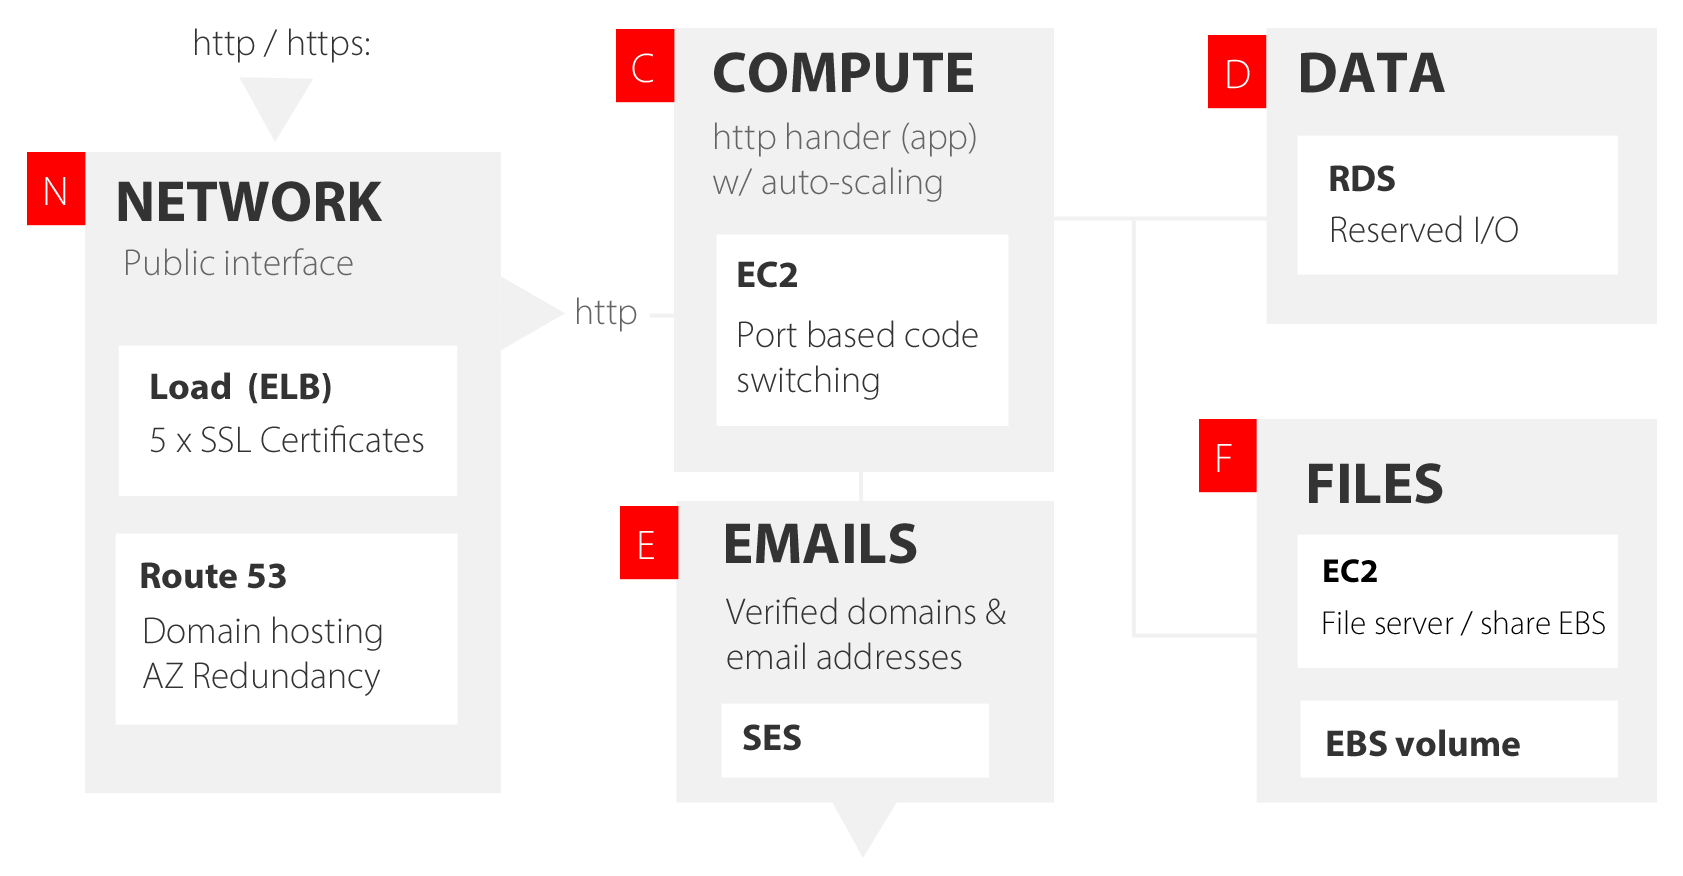 http / https:
N
NETWORK
Public interface
Load (ELB)
5 x SSL Certificates
Route 53
Domain hosting
AZ Redundancy
http
C
COMPUTE
http hander (app)
w/ auto-scaling
EC2
Port based code
switching
E
EMAILS
Verified domains &
email addresses
SES
D
DATA
RDS
Reserved I/O
F
FILES
EC2
File server / share EBS
EBS volume